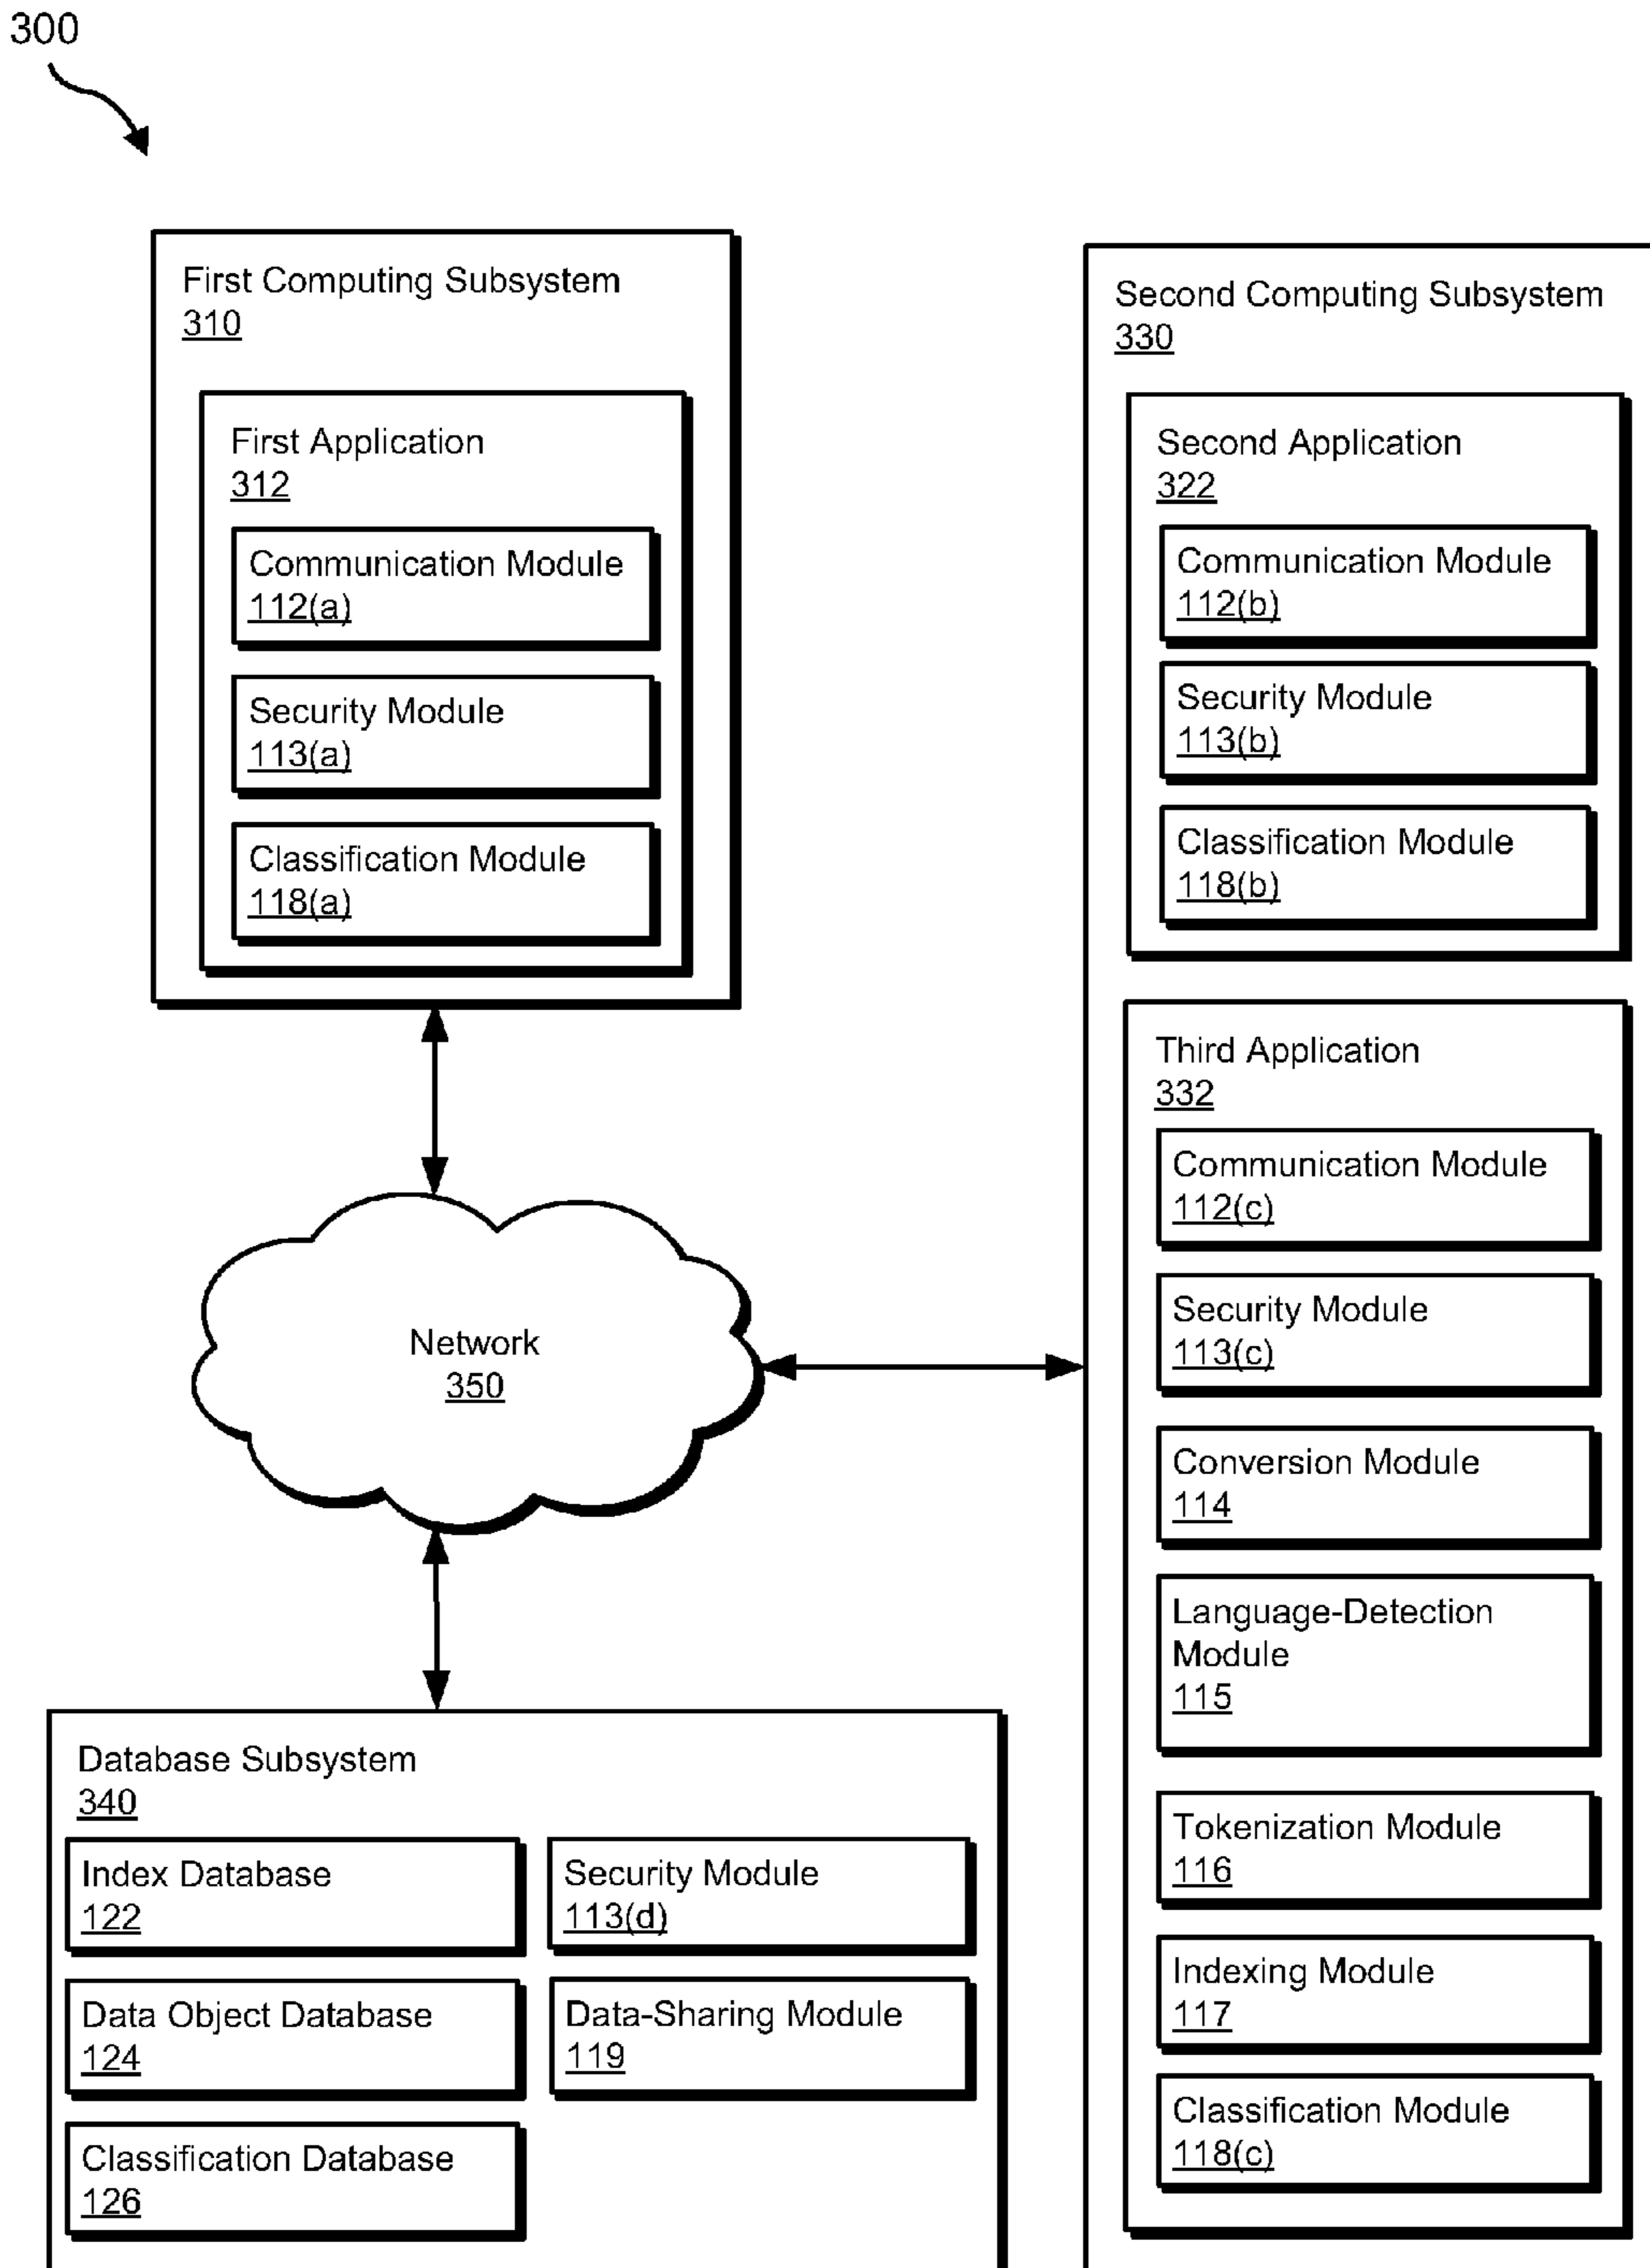 300
First Computing Subsystem
310
First Application
312
Communication Module
112(a)
Security Module
113(a)
Classification Module
118(a)
Second Computing Subsystem
330
Second Application
322
Communication Module
112(b)
Security Module
113(b)
Classification Module
118(b)
Third Application
332
Communication Module
112(c)
Security Module
113(c)
Conversion Module
114
Language-Detection
Module
115
Tokenization Module
116
Indexing Module
117
Classification Module
118(c)
Network
350
Database Subsystem
340
Index Database
122
Data Object Database
124
Classification Database
126
Security Module
113(d)
Data-Sharing Module
119